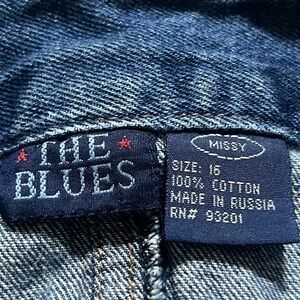 THE
BLUES
MISSY
SIZE: 16
100% COTTON
MADE IN RUSSIA
RN# 93201